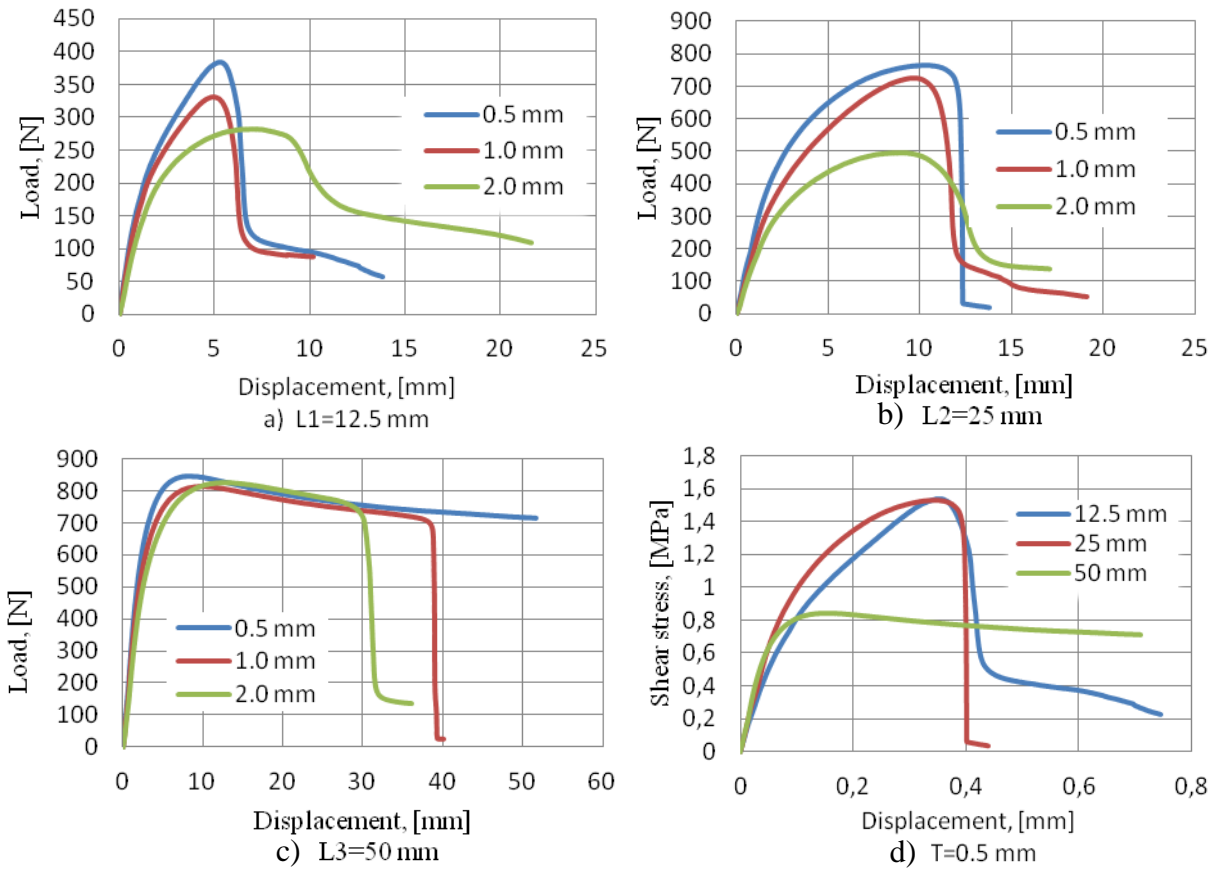 450
400
350
300
250
200
150
100
50
0
Load, [N]
0 5 10 15 20 25
Displacement, [mm]
a) L1=12.5 mm
0.5 mm
1.0 mm
2.0 mm
900
800
700
600
500
400
300
200
100
0
Load, [N]
0 5 10 15 20 25
Displacement, [mm]
b) L2=25 mm
0.5 mm
1.0 mm
2.0 mm
900
800
700
600
500
400
300
200
100
0
Load, [N]
0 10 20 30 40 50 60
Displacement, [mm]
c) L3=50 mm
0.5 mm
1.0 mm
2.0 mm
1,8
1,6
1,4
1,2
1
0,8
0,6
0,4
0,2
0
Shear stress, [MPa]
0 0,2 0,4 0,6 0,8
Displacement, [mm]
d) T=0.5 mm
12.5 mm
25 mm
50 mm